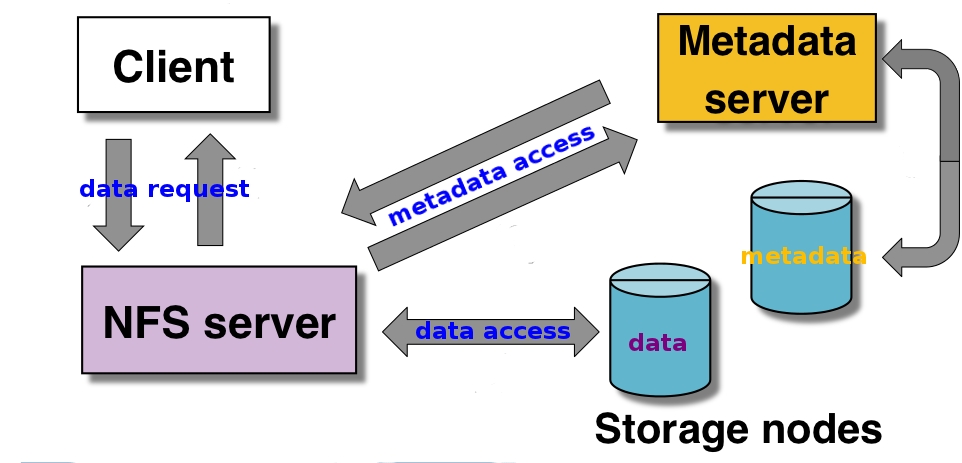 Client
Metadata
server
data request
metadata access
metadata
NFS server
data access
data
Storage nodes